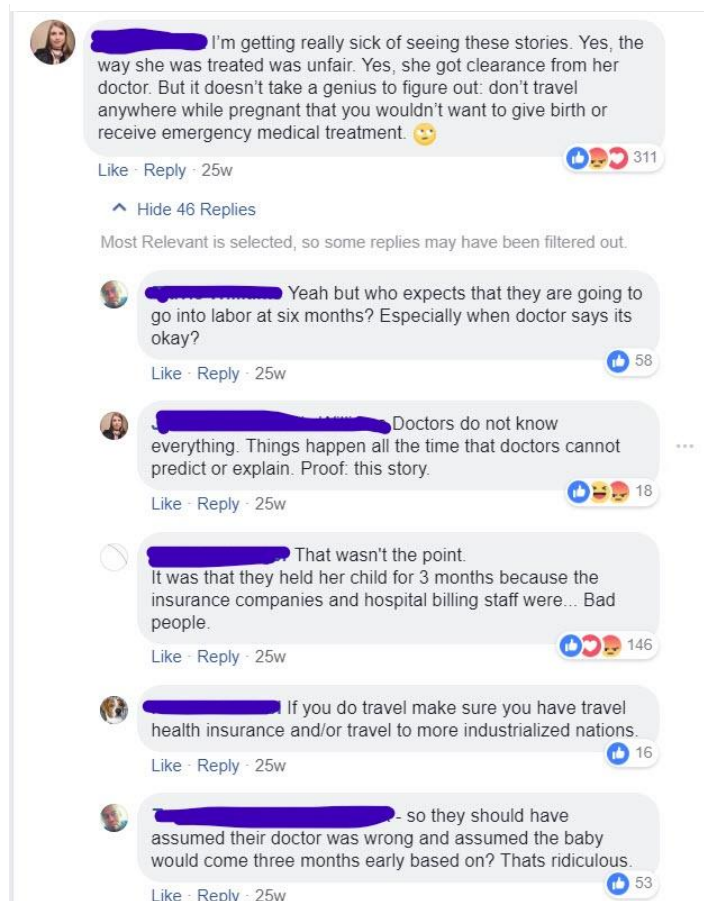 I'm getting really sick of seeing these stories. Yes, the
way she was treated was unfair. Yes, she got clearance from her
doctor. But it doesn't take a genius to figure out: don't travel
anywhere while pregnant that you wouldn't want to give birth or
receive emergency medical treatment. 🙄
311
Like · Reply · 25w
Hide 46 Replies
Most Relevant is selected, so some replies may have been filtered out.
Yeah but who expects that they are going to
go into labor at six months? Especially when doctor says its
okay?
58
Like · Reply · 25w
Doctors do not know
everything. Things happen all the time that doctors cannot
predict or explain. Proof: this story.
18
Like · Reply · 25w
That wasn't the point.
It was that they held her child for 3 months because the
insurance companies and hospital billing staff were... Bad
people.
146
Like · Reply · 25w
If you do travel make sure you have travel
health insurance and/or travel to more industrialized nations.
16
Like · Reply · 25w
- so they should have
assumed their doctor was wrong and assumed the baby
would come three months early based on? Thats ridiculous.
53
Like · Reply · 25w